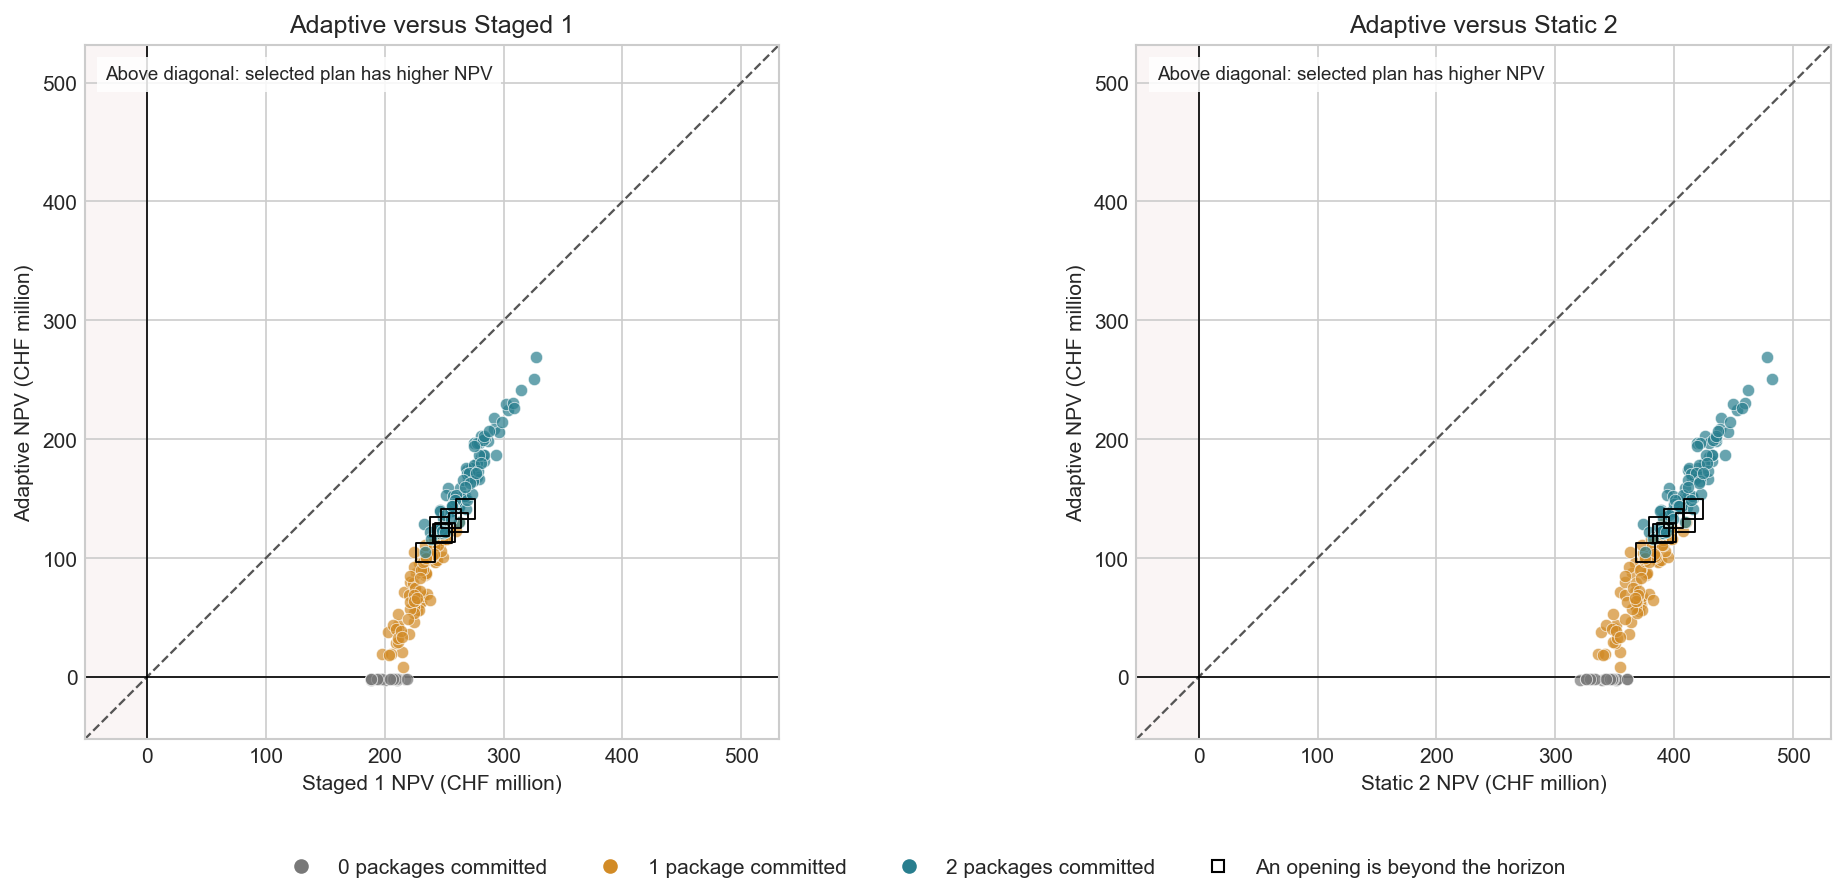 Adaptive versus Staged 1
Above diagonal: selected plan has higher NPV
500
400
300
200
100
0
Adaptive NPV (CHF million)
0
100
200
300
400
500
Staged 1 NPV (CHF million)
Adaptive versus Static 2
Above diagonal: selected plan has higher NPV
500
400
300
200
100
0
Adaptive NPV (CHF million)
0
100
200
300
400
500
Static 2 NPV (CHF million)
0 packages committed
1 package committed
2 packages committed
An opening is beyond the horizon